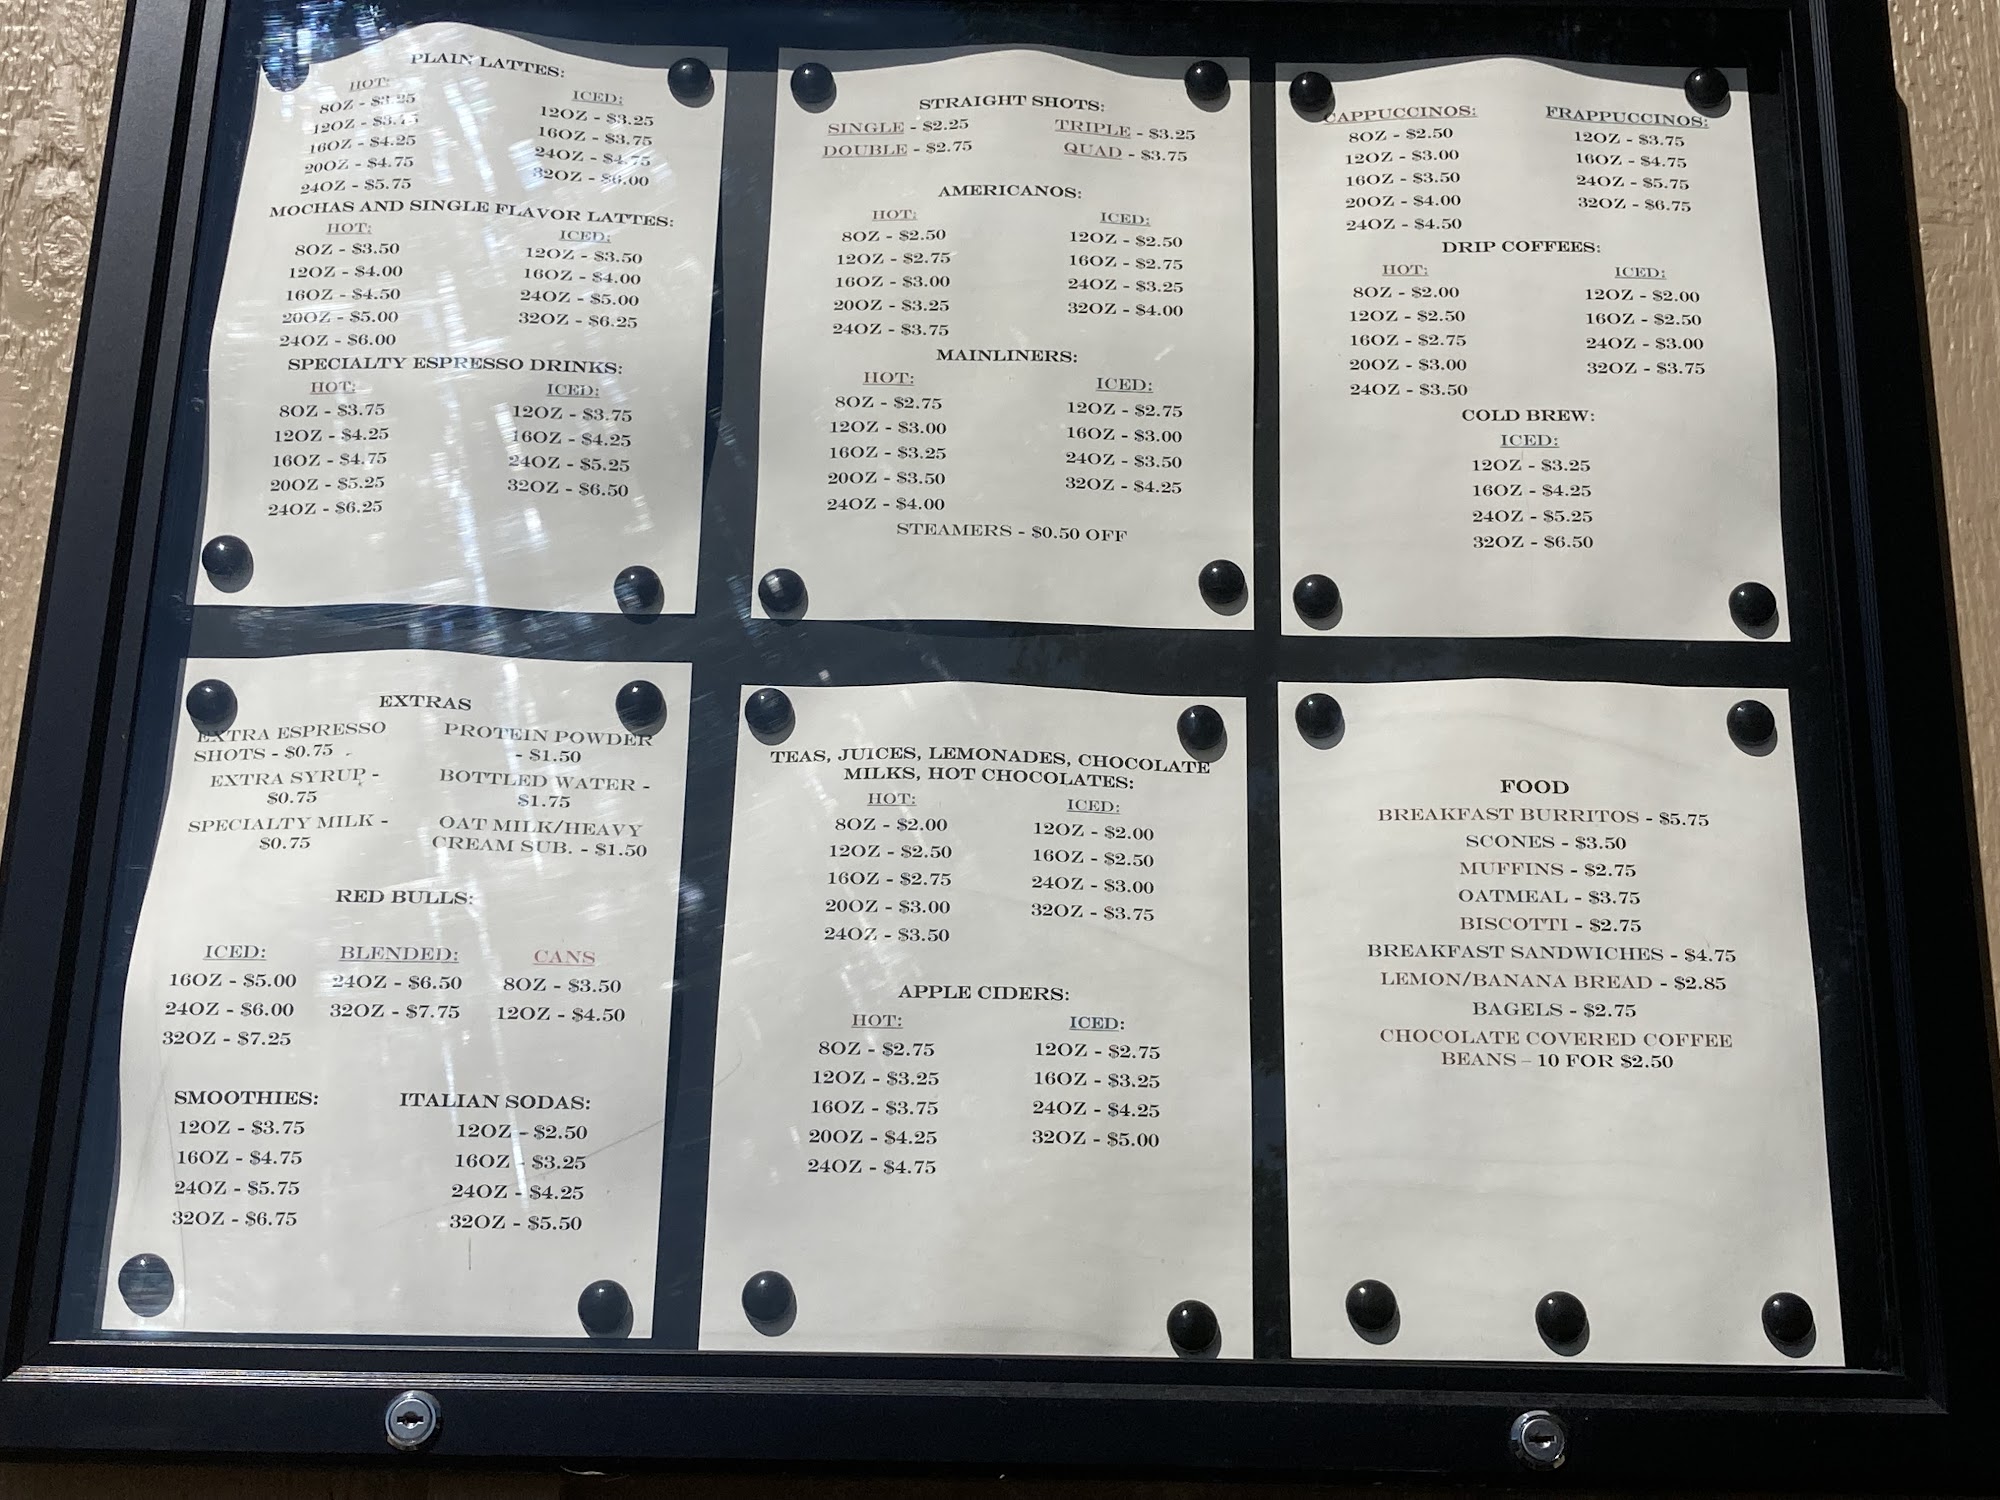 PLAIN LATTES:
HOT:
8OZ - $3.25
12OZ - $3.75
16OZ - $4.25
20OZ - $4.75
24OZ - $5.75
ICED:
12OZ - $3.25
16OZ - $3.75
24OZ - $4.75
32OZ - $6.00
MOCHAS AND SINGLE FLAVOR LATTES:
HOT:
8OZ - $3.50
12OZ - $4.00
16OZ - $4.50
20OZ - $5.00
24OZ - $6.00
ICED:
12OZ - $3.50
16OZ - $4.00
24OZ - $5.00
32OZ - $6.25
SPECIALTY ESPRESSO DRINKS:
HOT:
8OZ - $3.75
12OZ - $4.25
16OZ - $4.75
20OZ - $5.25
24OZ - $6.25
ICED:
12OZ - $3.75
16OZ - $4.25
24OZ - $5.25
32OZ - $6.50
STRAIGHT SHOTS:
SINGLE - $2.25
DOUBLE - $2.75
TRIPLE - $3.25
QUAD - $3.75
AMERICANOS:
HOT:
8OZ - $2.50
12OZ - $2.75
16OZ - $3.00
20OZ - $3.25
24OZ - $3.75
ICED:
12OZ - $2.50
16OZ - $2.75
24OZ - $3.25
32OZ - $4.00
MAINLINERS:
HOT:
8OZ - $2.75
12OZ - $3.00
16OZ - $3.25
20OZ - $3.50
24OZ - $4.00
ICED:
12OZ - $2.75
16OZ - $3.00
24OZ - $3.50
32OZ - $4.25
STEAMERS - $0.50 OFF
CAPPUCCINOS:
8OZ - $2.50
12OZ - $3.00
16OZ - $3.50
20OZ - $4.00
24OZ - $4.50
FRAPPUCCINOS:
12OZ - $3.75
16OZ - $4.75
24OZ - $5.75
32OZ - $6.75
DRIP COFFEES:
HOT:
8OZ - $2.00
12OZ - $2.50
16OZ - $2.75
20OZ - $3.00
24OZ - $3.50
ICED:
12OZ - $2.00
16OZ - $2.50
24OZ - $3.00
32OZ - $3.75
COLD BREW:
ICED:
12OZ - $3.25
16OZ - $4.25
24OZ - $5.25
32OZ - $6.50
EXTRAS
EXTRA ESPRESSO
SHOTS - $0.75
EXTRA SYRUP -
$0.75
SPECIALTY MILK -
$0.75
PROTEIN POWDER
- $1.50
BOTTLED WATER -
$1.75
OAT MILK/HEAVY
CREAM SUB. - $1.50
RED BULLS:
ICED:
16OZ - $5.00
24OZ - $6.00
32OZ - $7.25
BLENDED:
24OZ - $6.50
32OZ - $7.75
CANS
8OZ - $3.50
12OZ - $4.50
SMOOTHIES:
12OZ - $3.75
16OZ - $4.75
24OZ - $5.75
32OZ - $6.75
ITALIAN SODAS:
12OZ - $2.50
16OZ - $3.25
24OZ - $4.25
32OZ - $5.50
TEAS, JUICES, LEMONADES, CHOCOLATE
MILKS, HOT CHOCOLATES:
HOT:
8OZ - $2.00
12OZ - $2.50
16OZ - $2.75
20OZ - $3.00
24OZ - $3.50
ICED:
12OZ - $2.00
16OZ - $2.50
24OZ - $3.00
32OZ - $3.75
APPLE CIDERS:
HOT:
8OZ - $2.75
12OZ - $3.25
16OZ - $3.75
20OZ - $4.25
24OZ - $4.75
ICED:
12OZ - $2.75
16OZ - $3.25
24OZ - $4.25
32OZ - $5.00
FOOD
BREAKFAST BURRITOS - $5.75
SCONES - $3.50
MUFFINS - $2.75
OATMEAL - $3.75
BISCOTTI - $2.75
BREAKFAST SANDWICHES - $4.75
LEMON/BANANA BREAD - $2.85
BAGELS - $2.75
CHOCOLATE COVERED COFFEE
BEANS – 10 FOR $2.50